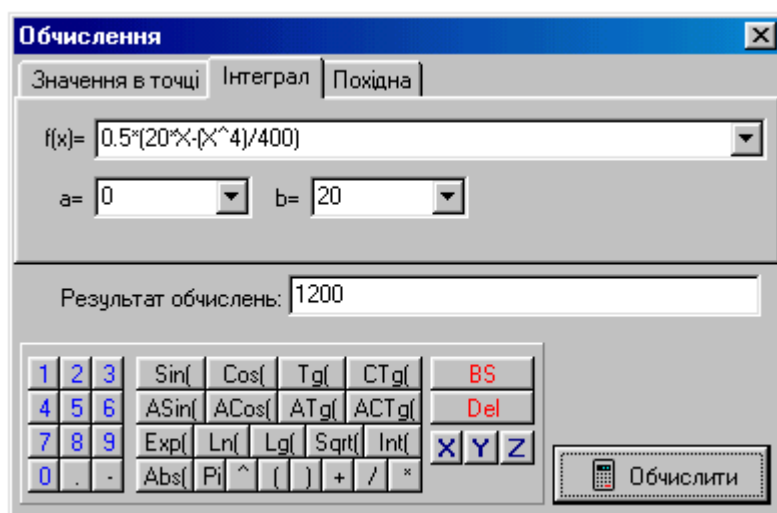 Обчислення
Значення в точці Інтеграл Похідна
f(x)= 0.5*(20*X-(X^4)/400)
a= 0 b= 20
Результат обчислень: 1200
1 2 3 Sin( Cos( Tg( CTg( BS
4 5 6 ASin( ACos( ATg( ACTg( Del
7 8 9 Exp( Ln( Lg( Sqrt( Int( X Y Z
0 . - Abs( Pi ^ ( ) + / *
Обчислити